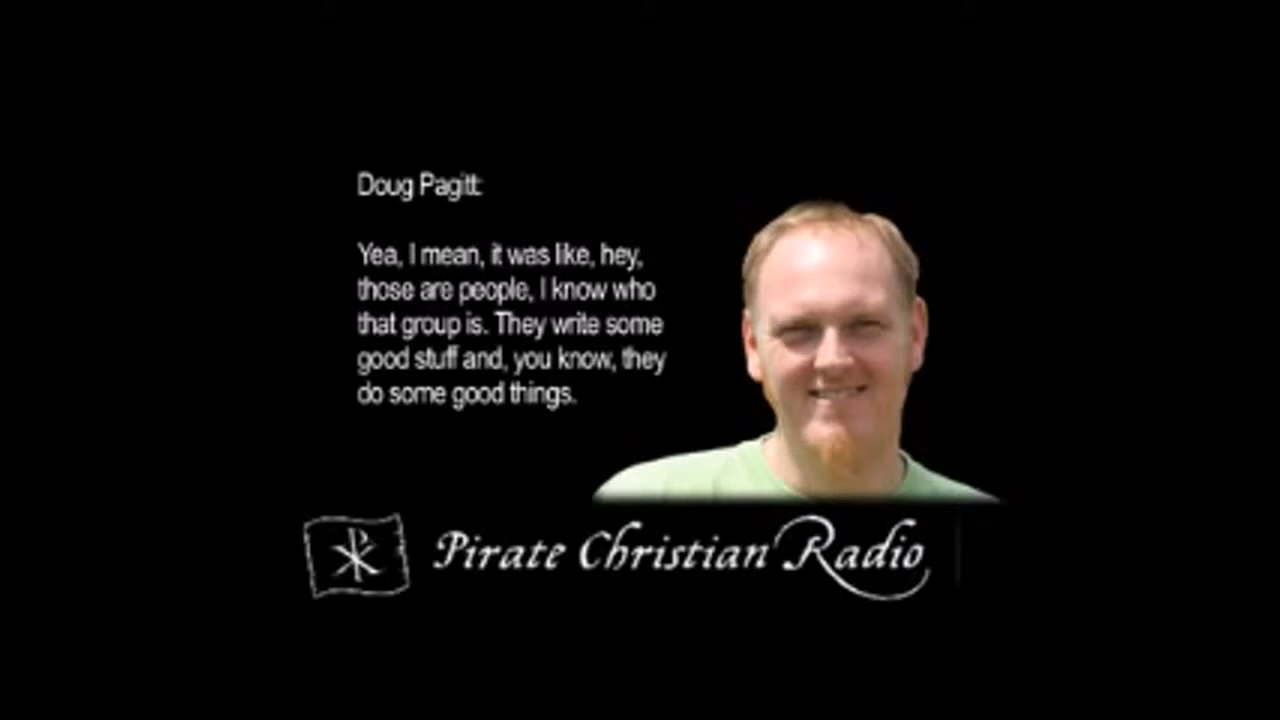 Doug Pagitt:
Yea, I mean, it was like, hey,
those are people, I know who
that group is. They write some
good stuff and, you know, they
do some good things.
Pirate Christian Radio